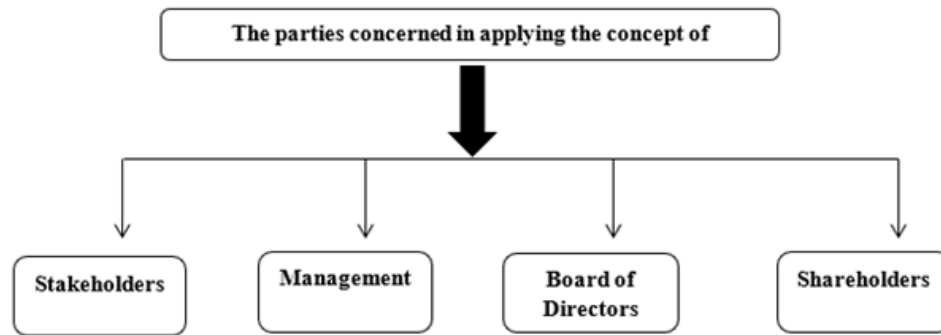 The parties concerned in applying the concept of
Stakeholders
Management
Board of
Directors
Shareholders